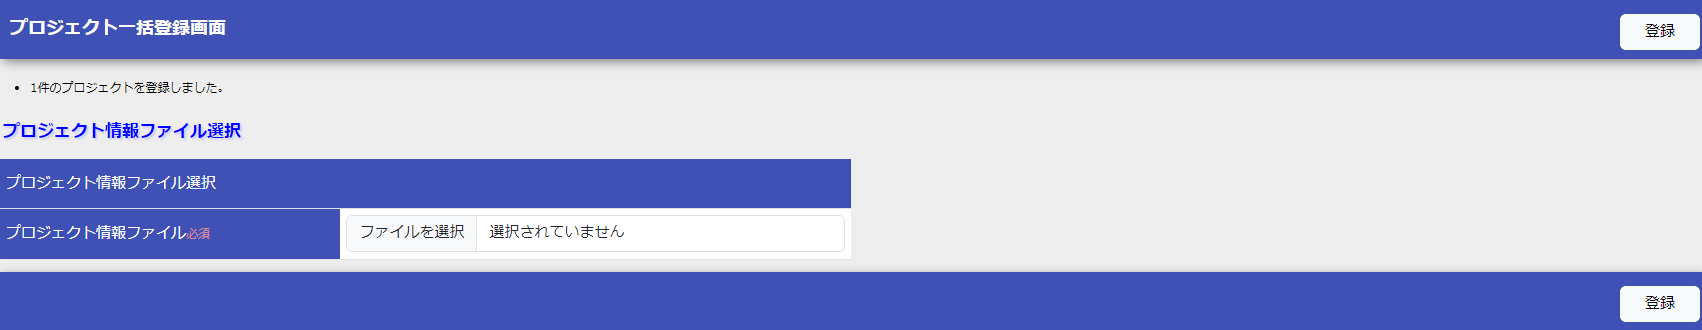 プロジェクト一括登録画面
登録
1件のプロジェクトを登録しました。
プロジェクト情報ファイル選択
プロジェクト情報ファイル選択
プロジェクト情報ファイル必須 ファイルを選択 選択されていません
登録